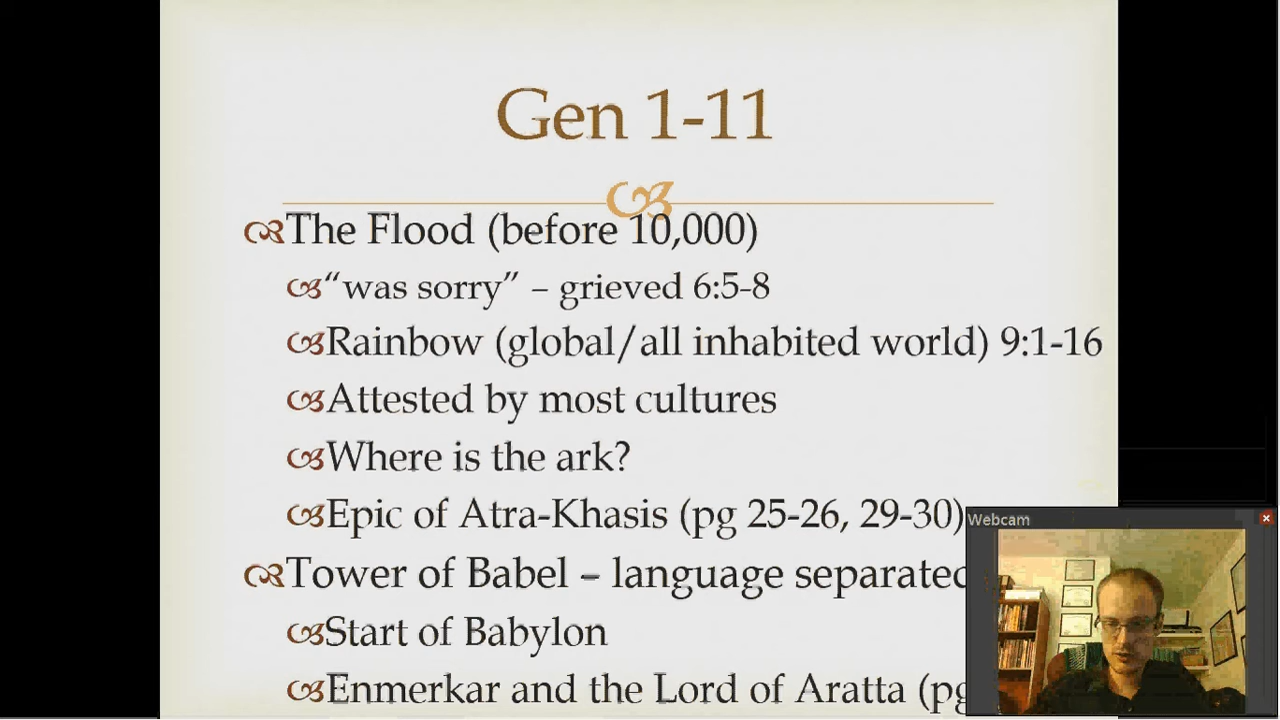 Gen 1-11
The Flood (before 10,000)
“was sorry” – grieved 6:5-8
Rainbow (global/all inhabited world) 9:1-16
Attested by most cultures
Where is the ark?
Epic of Atra-Khasis (pg 25-26, 29-30)
Webcam
Tower of Babel – language separated
Start of Babylon
Enmerkar and the Lord of Aratta (pg